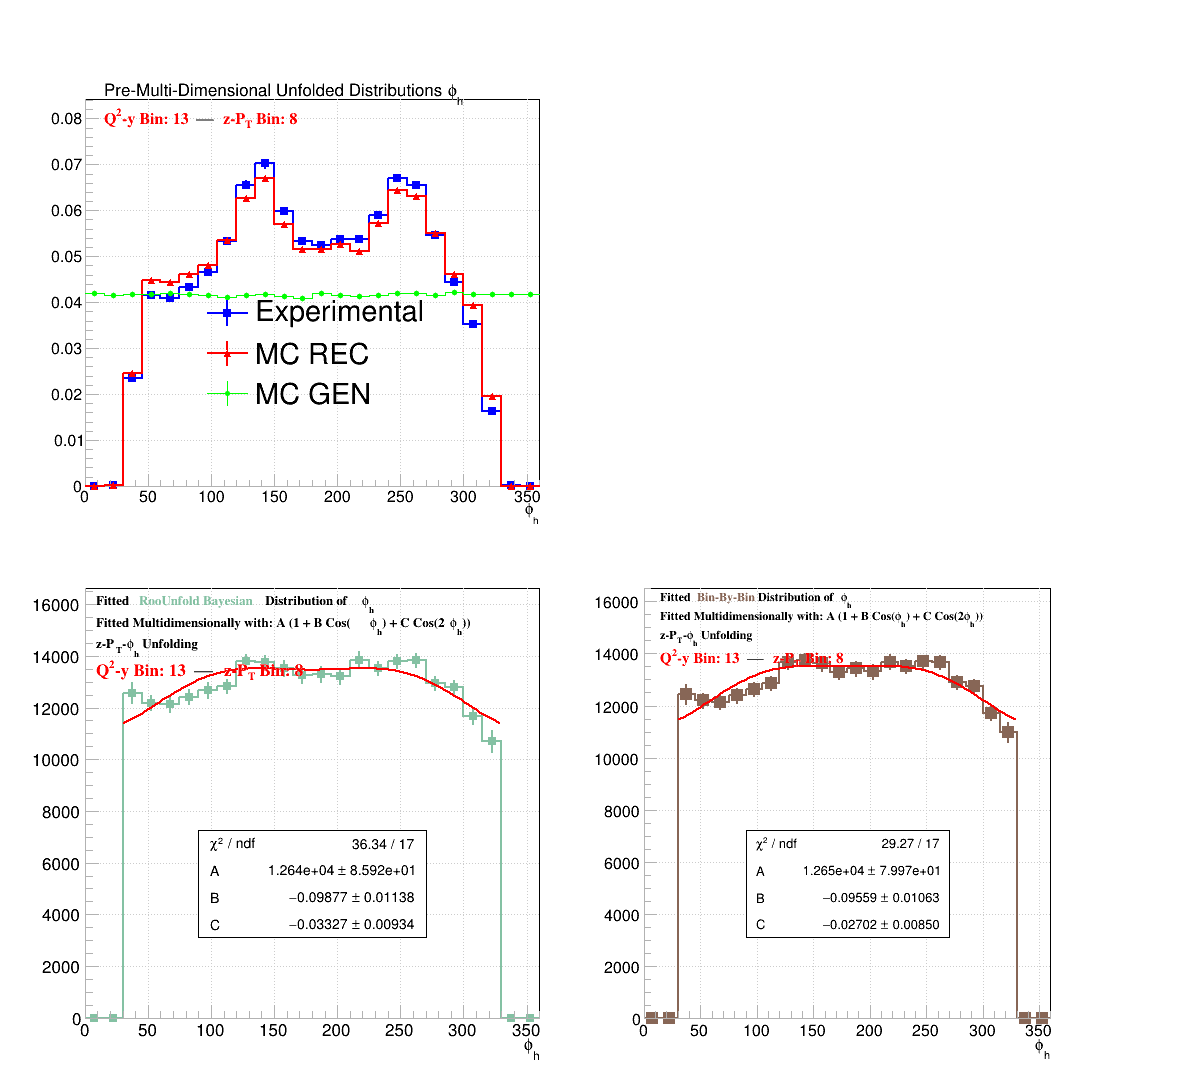 Pre-Multi-Dimensional Unfolded Distributions ϕh
Q²-y Bin: 13 — z-PT Bin: 8
0.08
0.07
0.06
0.05
0.04
0.03
0.02
0.01
0
Experimental
MC REC
MC GEN
0 50 100 150 200 250 300 350
ϕh
Fitted RooUnfold Bayesian Distribution of ϕh
Fitted Multidimensionally with: A (1 + B Cos( ϕh) + C Cos(2 ϕh))
z-PT-ϕh Unfolding
Q²-y Bin: 13 — z-PT Bin: 8
16000
14000
12000
10000
8000
6000
4000
2000
0
χ² / ndf 36.34 / 17
A 1.264e+04 ± 8.592e+01
B −0.09877 ± 0.01138
C −0.03327 ± 0.00934
0 50 100 150 200 250 300 350
ϕh
Fitted Bin-By-Bin Distribution of ϕh
Fitted Multidimensionally with: A (1 + B Cos(ϕh) + C Cos(2ϕh))
z-PT-ϕh Unfolding
Q²-y Bin: 13 — z-PT Bin: 8
16000
14000
12000
10000
8000
6000
4000
2000
0
χ² / ndf 29.27 / 17
A 1.265e+04 ± 7.997e+01
B −0.09559 ± 0.01063
C −0.02702 ± 0.00850
0 50 100 150 200 250 300 350
ϕh